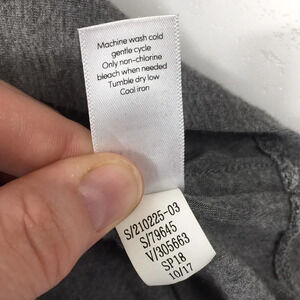 Machine wash cold
gentle cycle
Only non-chlorine
bleach when needed
Tumble dry low
Cool iron
S/210225-03
S/79645
V/305663
SP18
10/17